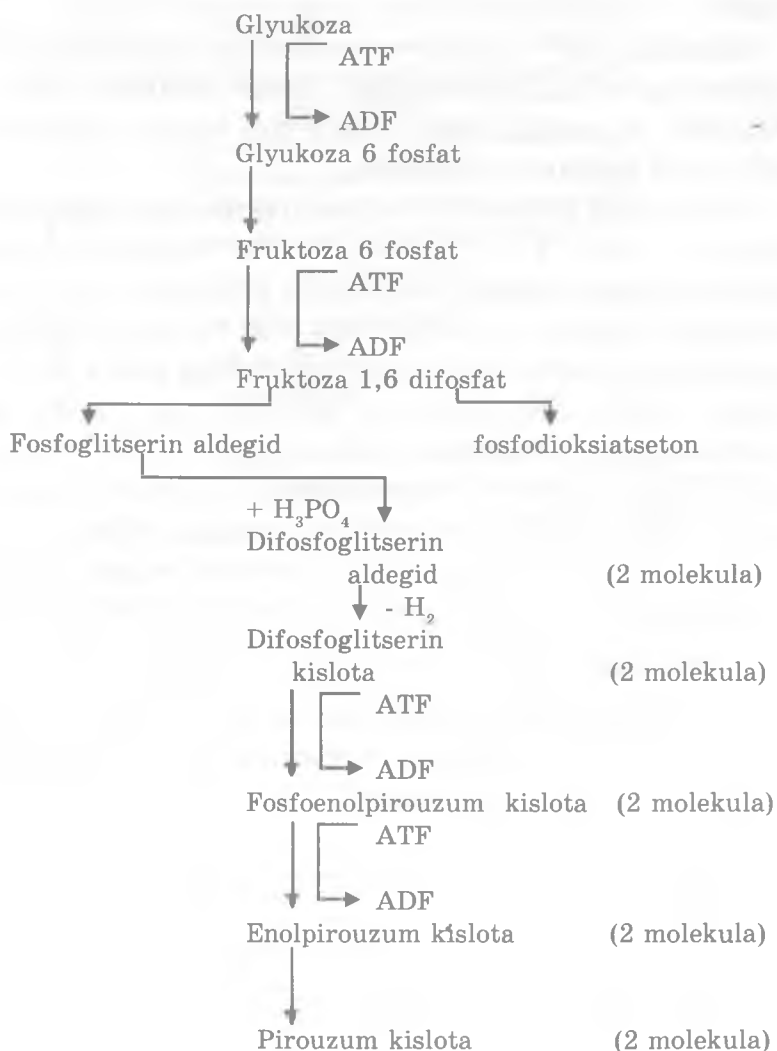 Glyukoza
ATF
ADF
Glyukoza 6 fosfat
Fruktoza 6 fosfat
ATF
ADF
Fruktoza 1,6 difosfat
Fosfoglitserin aldegid fosfodioksiatseton
+ H₃PO₄
Difosfoglitserin
aldegid (2 molekula)
- H₂
Difosfoglitserin
kislota (2 molekula)
ATF
ADF
Fosfoenolpirouzum kislota (2 molekula)
ATF
ADF
Enolpirouzum kislota (2 molekula)
Pirouzum kislota (2 molekula)